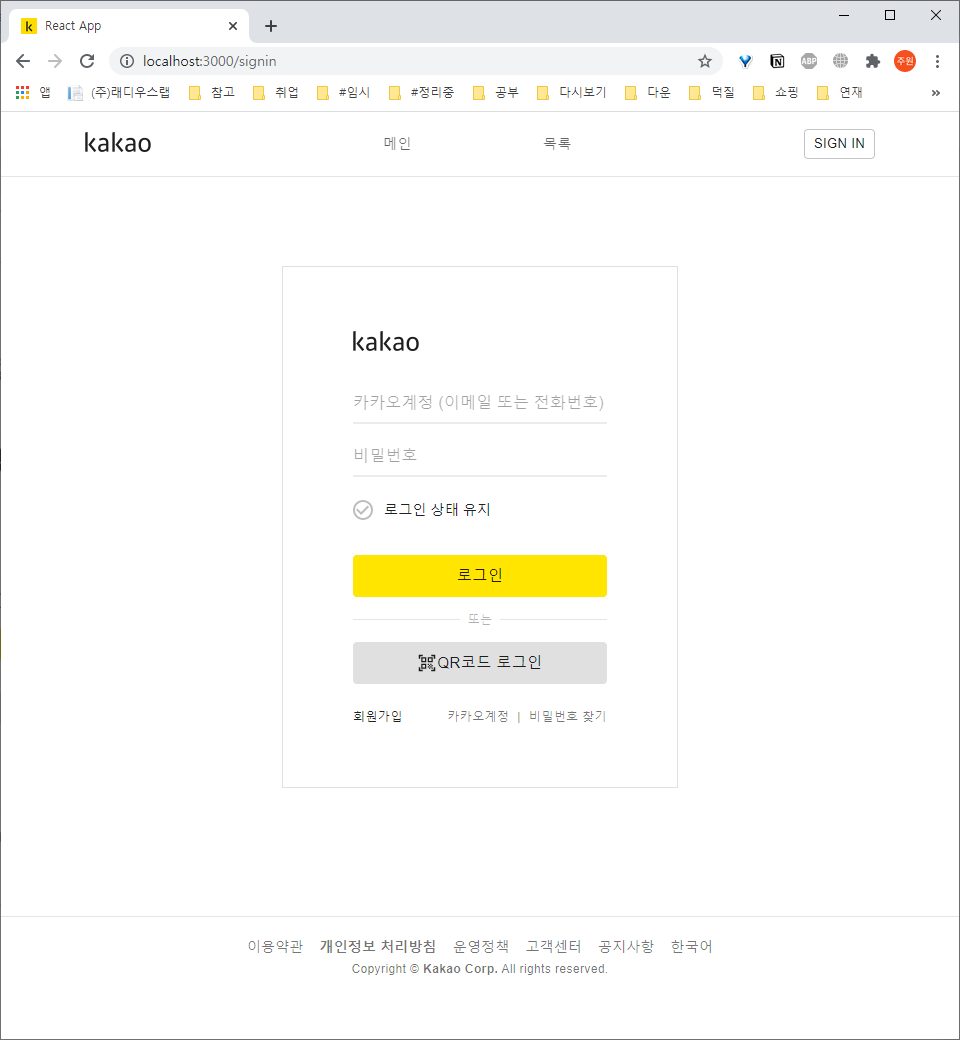 k React App
localhost:3000/signin
ABP 주원
앱 (주)래디우스랩 참고 취업 #임시 #정리중 공부 다시보기 다운 덕질 쇼핑 연재 »
kakao 메인 목록 SIGN IN
kakao
카카오계정 (이메일 또는 전화번호)
비밀번호
로그인 상태 유지
로그인
또는
QR코드 로그인
회원가입 카카오계정 | 비밀번호 찾기
이용약관 개인정보 처리방침 운영정책 고객센터 공지사항 한국어
Copyright © Kakao Corp. All rights reserved.